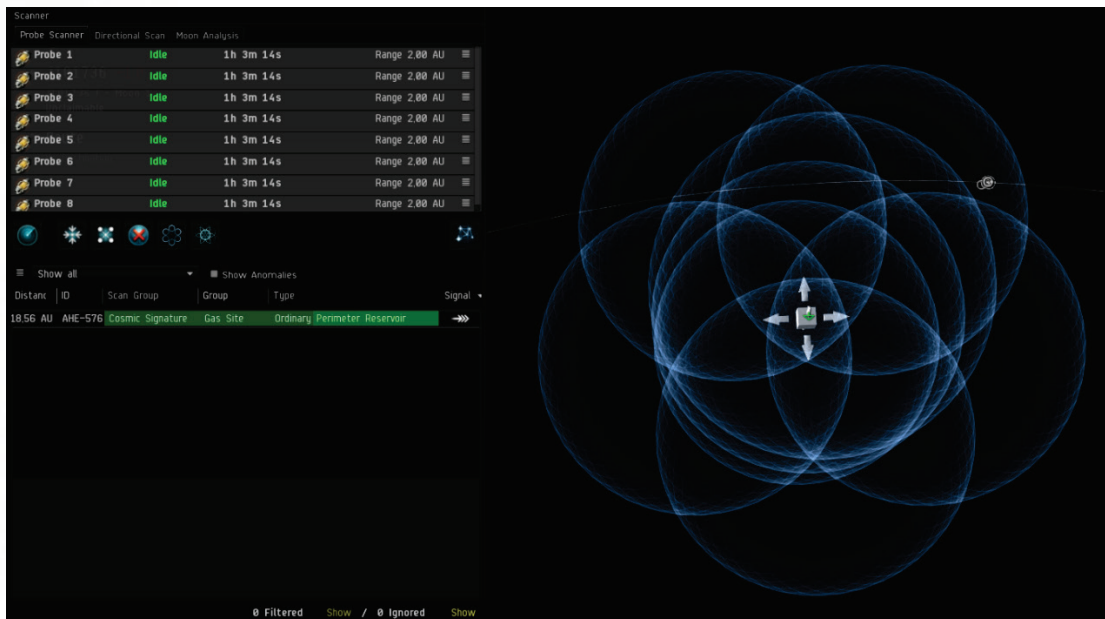 Scanner
Probe Scanner Directional Scan Moon Analysis
Probe 1 Idle 1h 3m 14s Range 2,00 AU
Probe 2 Idle 1h 3m 14s Range 2,00 AU
Probe 3 Idle 1h 3m 14s Range 2,00 AU
Probe 4 Idle 1h 3m 14s Range 2,00 AU
Probe 5 Idle 1h 3m 14s Range 2,00 AU
Probe 6 Idle 1h 3m 14s Range 2,00 AU
Probe 7 Idle 1h 3m 14s Range 2,00 AU
Probe 8 Idle 1h 3m 14s Range 2,00 AU
Show all Show Anomalies
Distanc ID Scan Group Group Type Signal
18.56 AU AHE-576 Cosmic Signature Gas Site Ordinary Perimeter Reservoir
0 Filtered Show / 0 Ignored Show